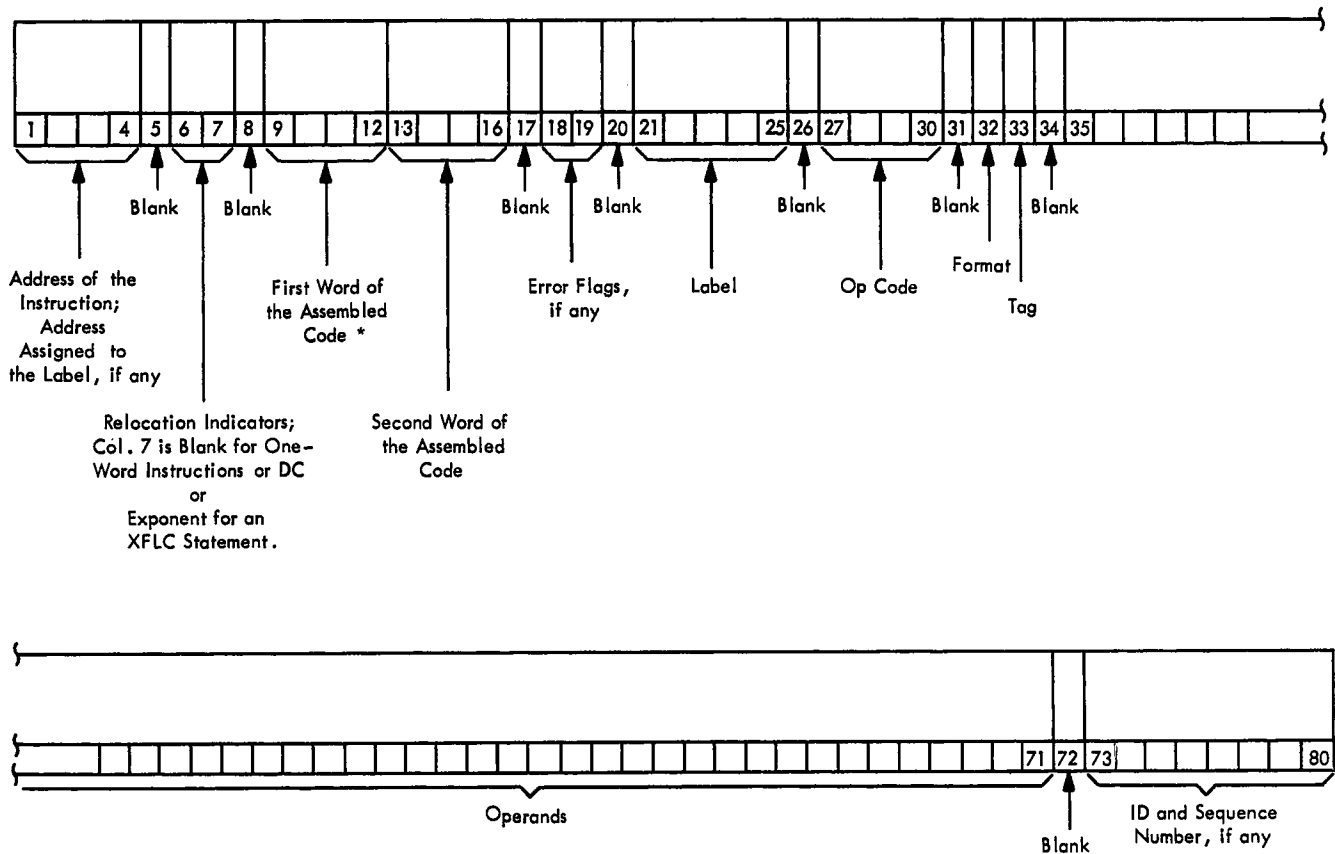 1 4 5 6 7 8 9 12 13 16 17 18 19 20 21 25 26 27 30 31 32 33 34 35
Blank Blank Blank Blank Blank Blank Blank
Format
Tag
Address of the
Instruction;
Address
Assigned to
the Label, if any
First Word of
the Assembled
Code *
Error Flags,
if any
Label
Op Code
Relocation Indicators;
Col. 7 is Blank for One-
Word Instructions or DC
or
Exponent for an
XFLC Statement.
Second Word of
the Assembled
Code
71 72 73 80
Operands
Blank
ID and Sequence
Number, if any